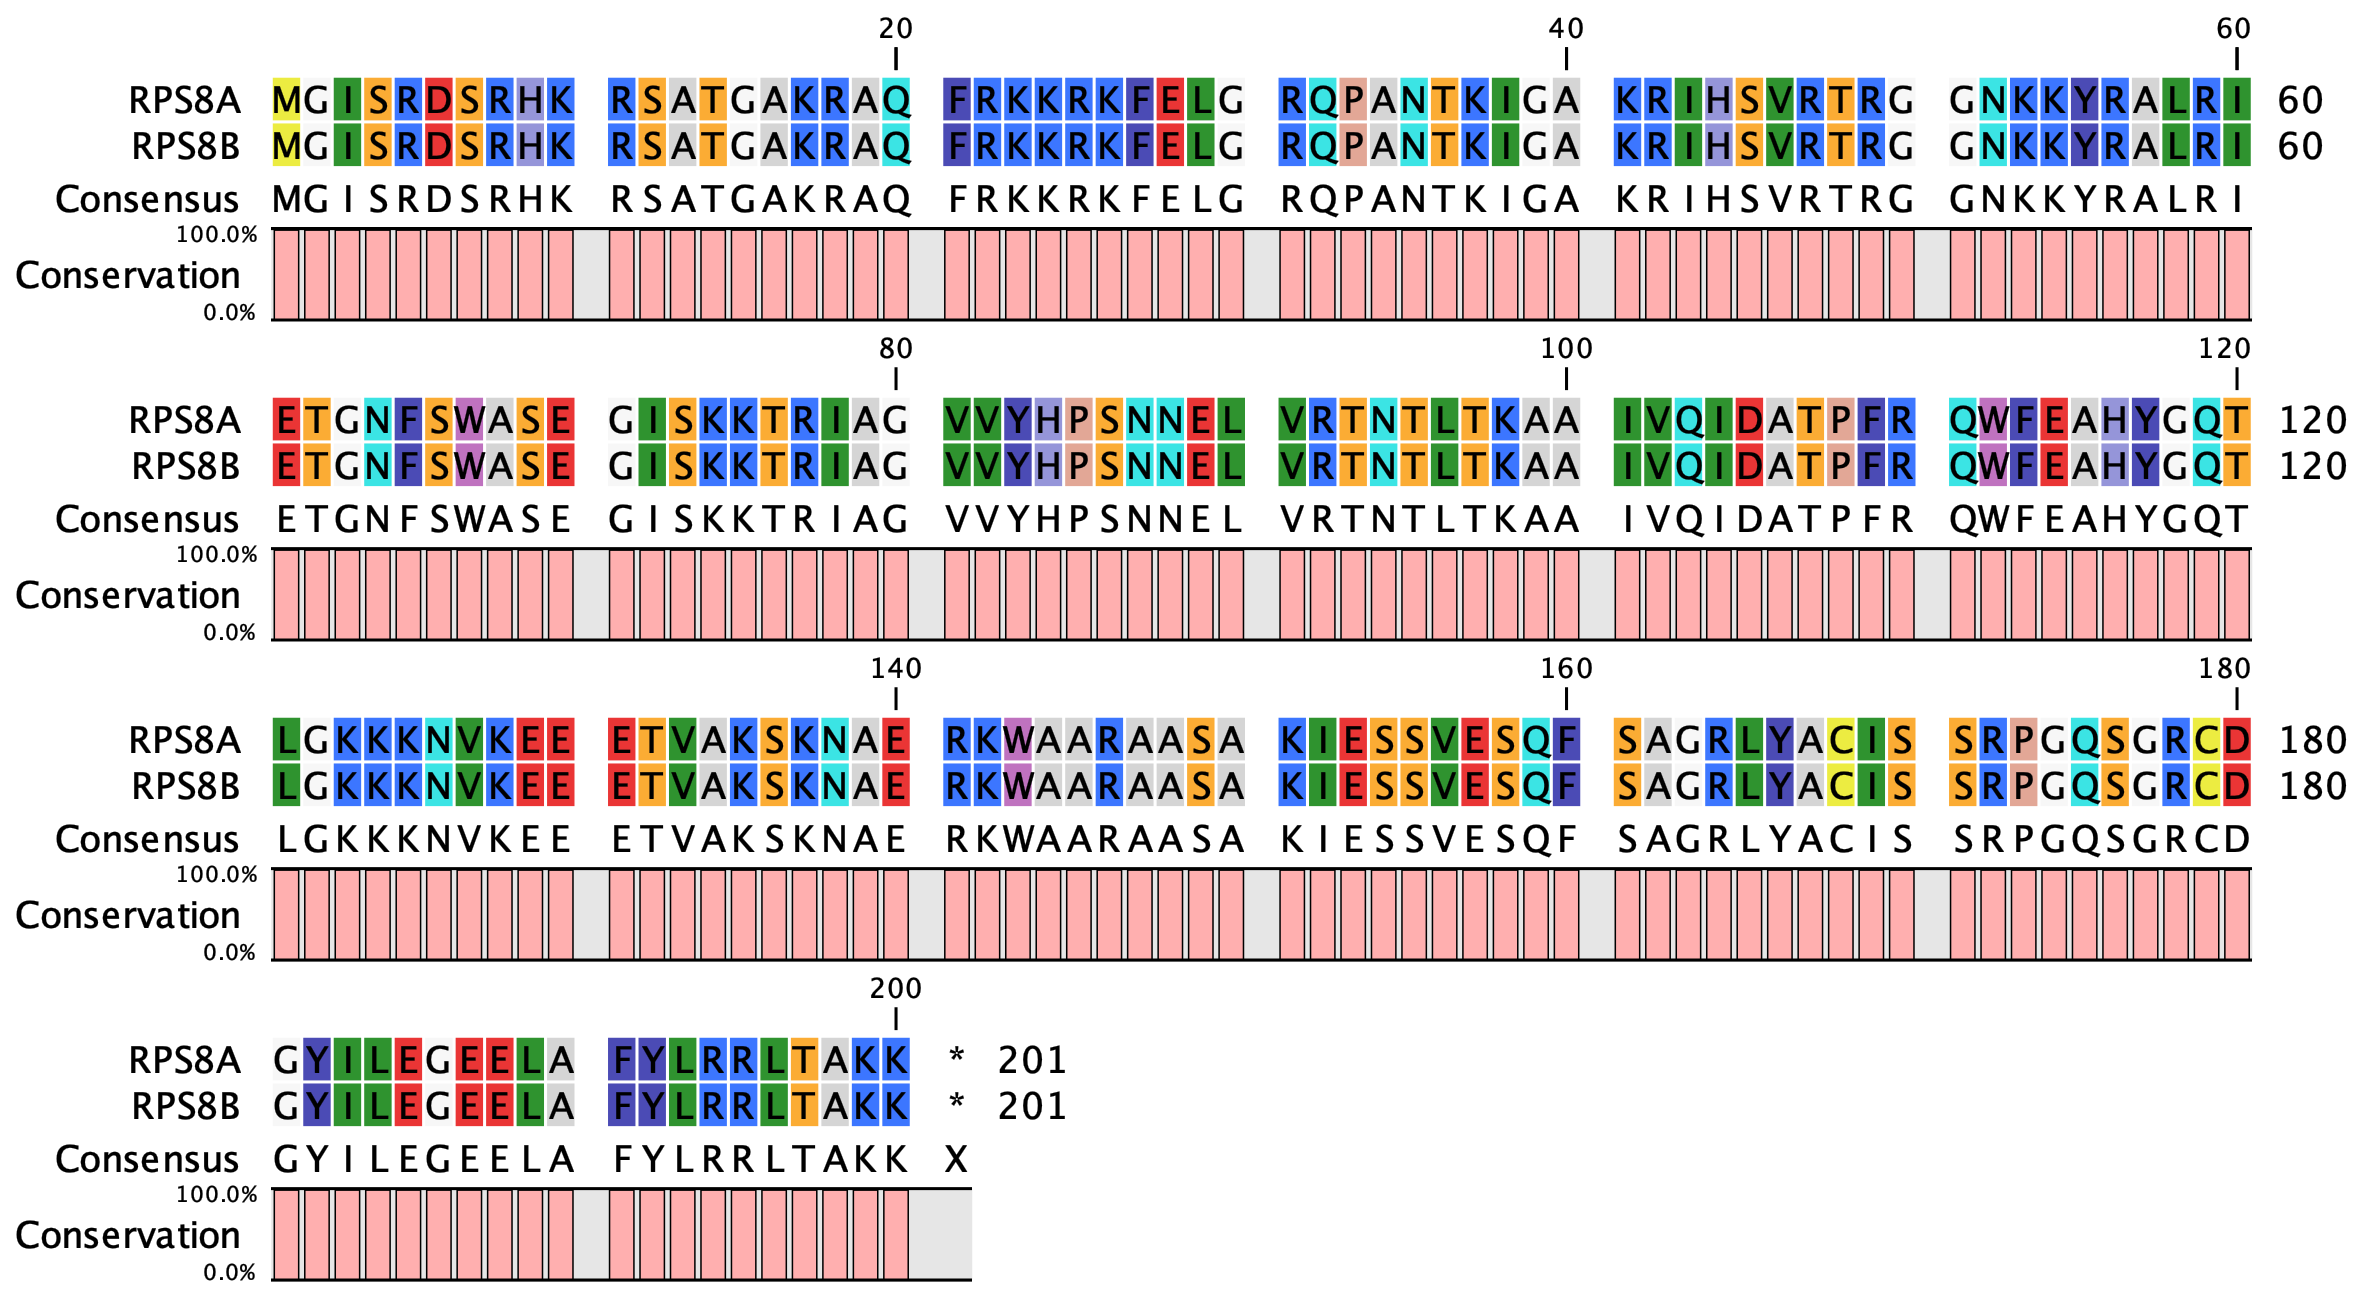 20 40 60
RPS8A MGISRDSRHK RSATGAKRAQ FRKKRKFELG RQPANTKIGA KRIHSVRTRG GNKKYRALRI 60
RPS8B MGISRDSRHK RSATGAKRAQ FRKKRKFELG RQPANTKIGA KRIHSVRTRG GNKKYRALRI 60
Consensus MGISRDSRHK RSATGAKRAQ FRKKRKFELG RQPANTKIGA KRIHSVRTRG GNKKYRALRI
100.0%
Conservation
0.0%
80 100 120
RPS8A ETGNFSWASE GISKKTRIAG VVYHPSNNEL VRTNTLTKAA IVQIDATPFR QWFEAHYGQT 120
RPS8B ETGNFSWASE GISKKTRIAG VVYHPSNNEL VRTNTLTKAA IVQIDATPFR QWFEAHYGQT 120
Consensus ETGNFSWASE GISKKTRIAG VVYHPSNNEL VRTNTLTKAA IVQIDATPFR QWFEAHYGQT
100.0%
Conservation
0.0%
140 160 180
RPS8A LGKKKNVKEE ETVAKSKNAE RKWAARAASA KIESSVESQF SAGRLYACIS SRPGQSGRCD 180
RPS8B LGKKKNVKEE ETVAKSKNAE RKWAARAASA KIESSVESQF SAGRLYACIS SRPGQSGRCD 180
Consensus LGKKKNVKEE ETVAKSKNAE RKWAARAASA KIESSVESQF SAGRLYACIS SRPGQSGRCD
100.0%
Conservation
0.0%
200
RPS8A GYILEGEELA FYLRRLTAKK * 201
RPS8B GYILEGEELA FYLRRLTAKK * 201
Consensus GYILEGEELA FYLRRLTAKK X
100.0%
Conservation
0.0%